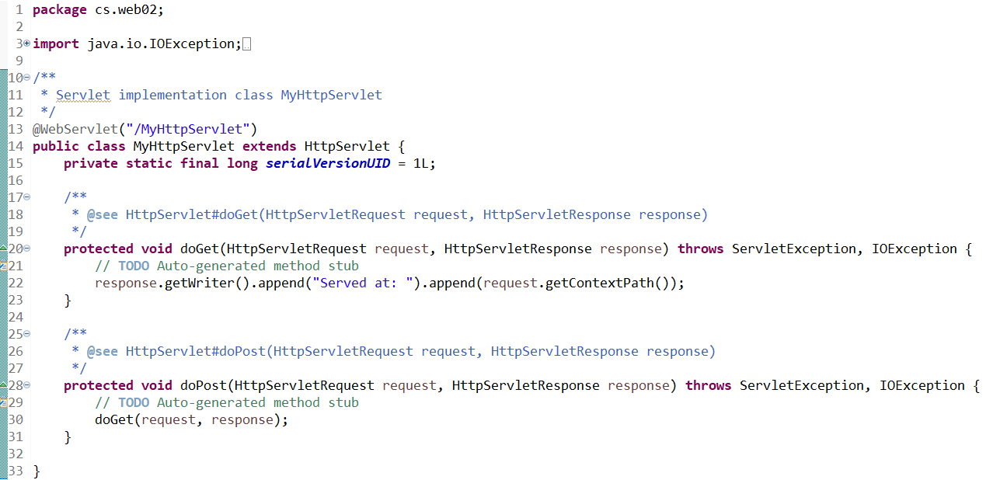 1 package cs.web02;
2
3 import java.io.IOException;
9
10 /**
11  * Servlet implementation class MyHttpServlet
12  */
13 @WebServlet("/MyHttpServlet")
14 public class MyHttpServlet extends HttpServlet {
15     private static final long serialVersionUID = 1L;
16
17     /**
18      * @see HttpServlet#doGet(HttpServletRequest request, HttpServletResponse response)
19      */
20     protected void doGet(HttpServletRequest request, HttpServletResponse response) throws ServletException, IOException {
21         // TODO Auto-generated method stub
22         response.getWriter().append("Served at: ").append(request.getContextPath());
23     }
24
25     /**
26      * @see HttpServlet#doPost(HttpServletRequest request, HttpServletResponse response)
27      */
28     protected void doPost(HttpServletRequest request, HttpServletResponse response) throws ServletException, IOException {
29         // TODO Auto-generated method stub
30         doGet(request, response);
31     }
32
33 }